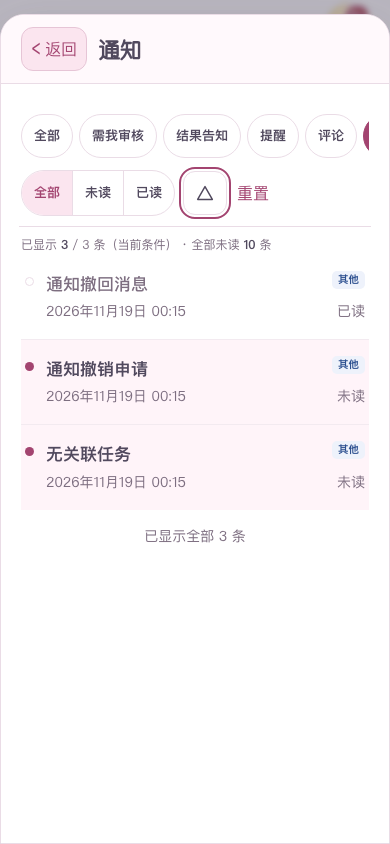 < 返回 通知
全部 需我审核 结果告知 提醒 评论
全部 未读 已读 △ 重置
已显示 3 / 3 条（当前条件） · 全部未读 10 条
通知撤回消息 其他
2026年11月19日 00:15 已读
通知撤销申请 其他
2026年11月19日 00:15 未读
无关联任务 其他
2026年11月19日 00:15 未读
已显示全部 3 条